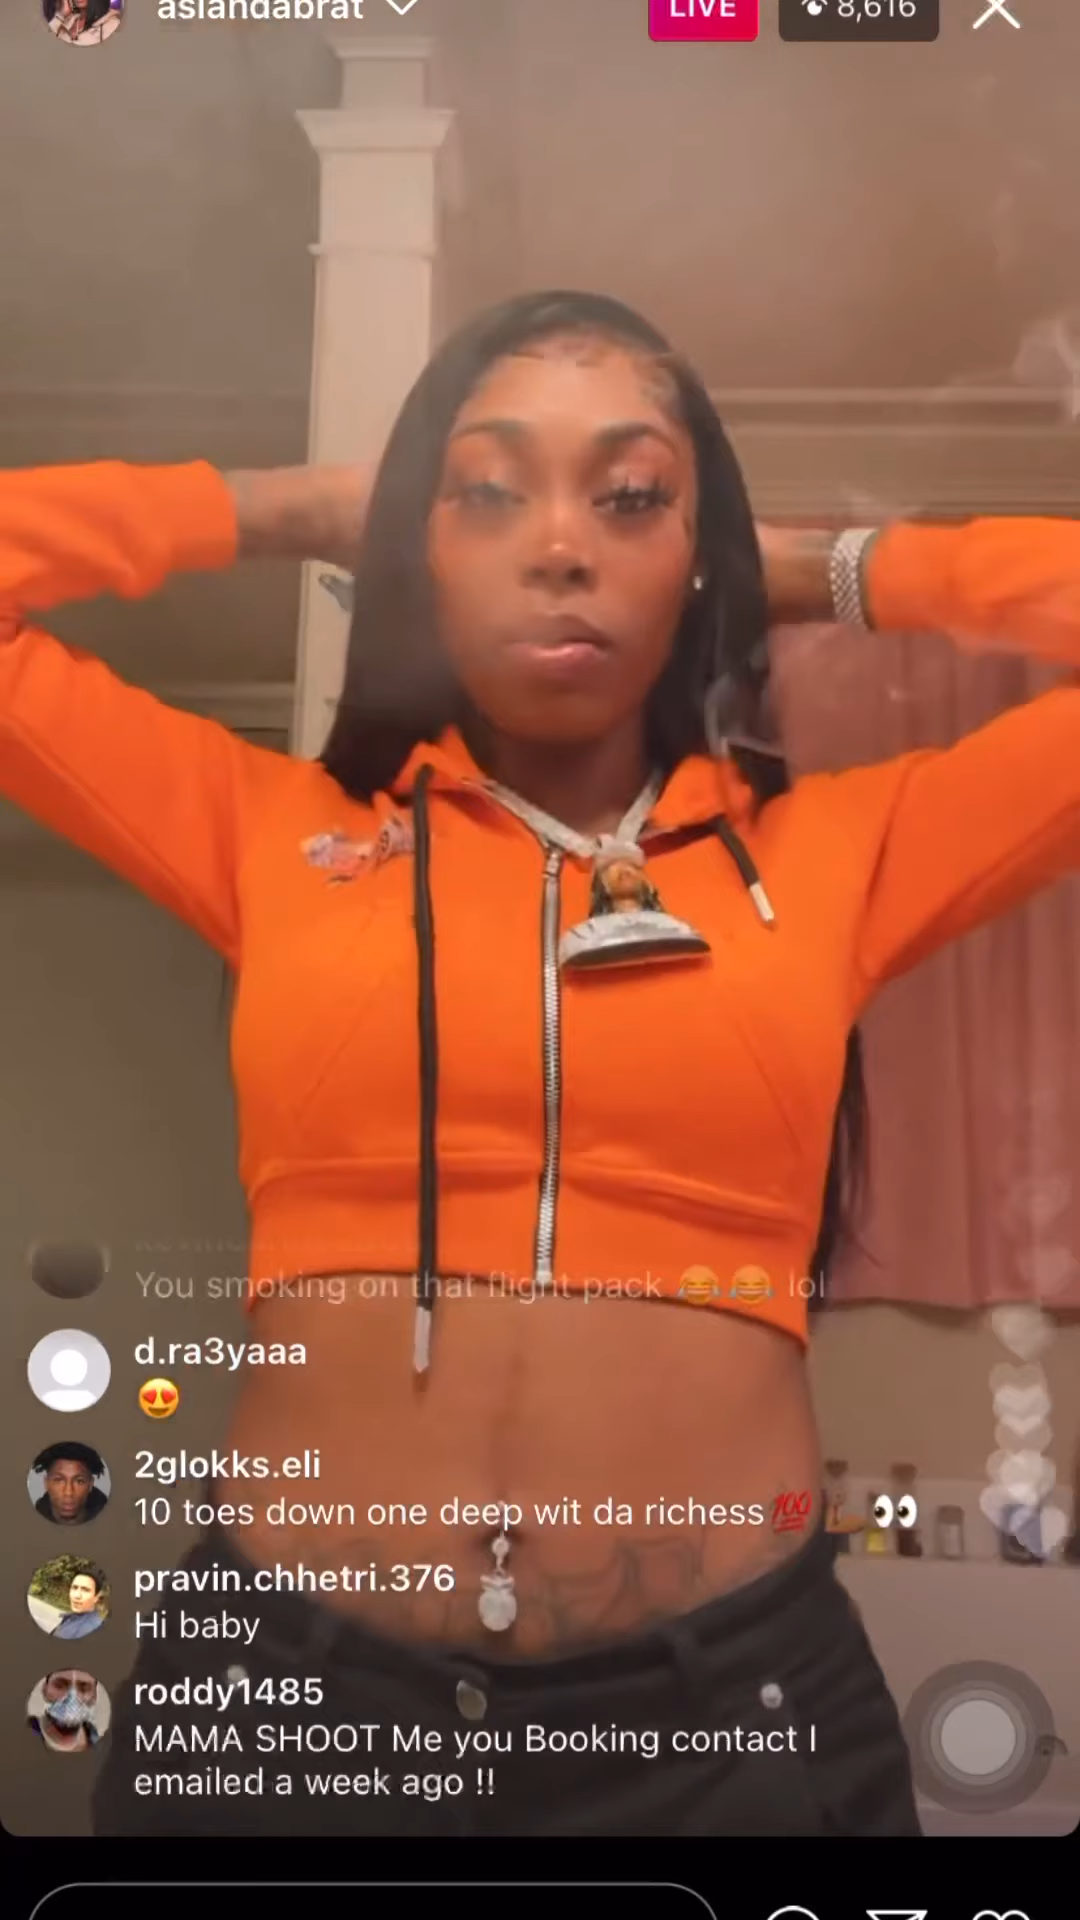 asiandabrat
LIVE
8,616
You smoking on that flight pack 😂😂 lol
d.ra3yaaa
😍
2glokks.eli
10 toes down one deep wit da richess💯💪👀
pravin.chhetri.376
Hi baby
roddy1485
MAMA SHOOT Me you Booking contact I
emailed a week ago !!